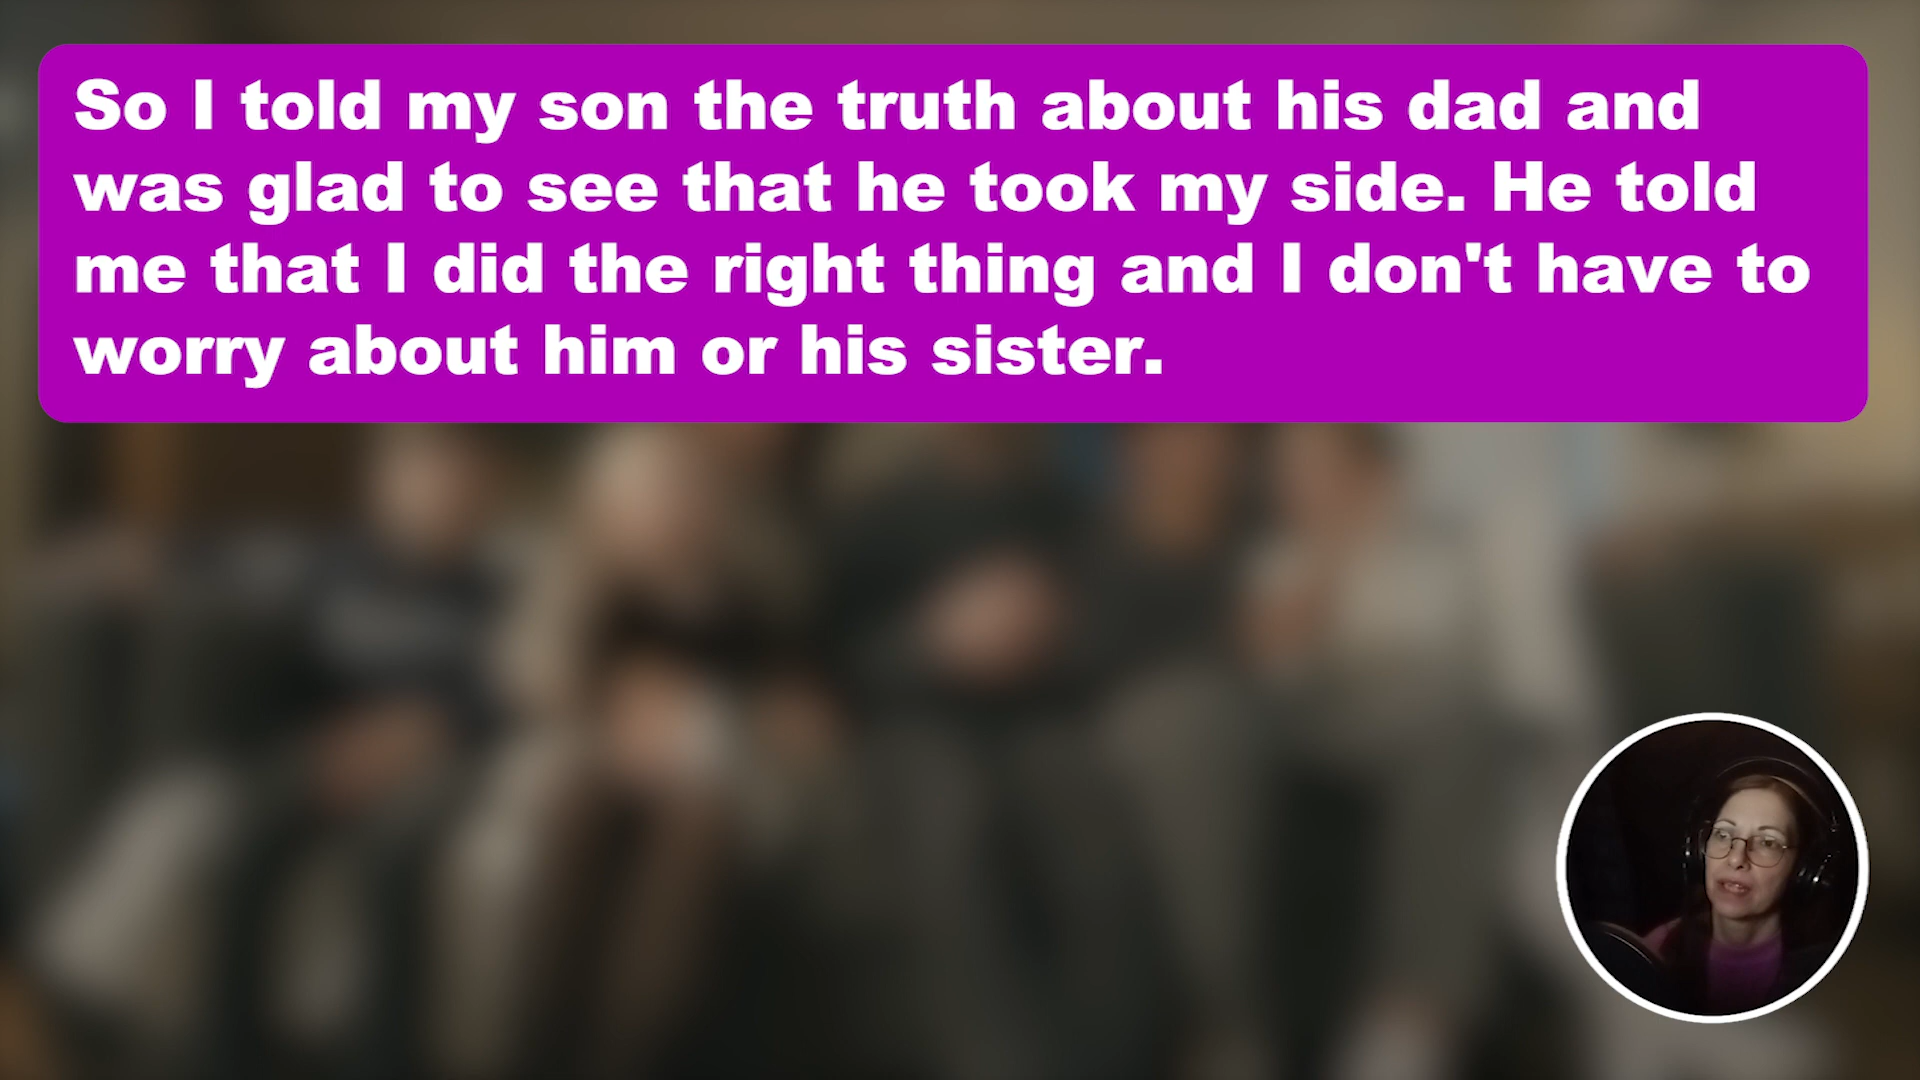 So I told my son the truth about his dad and
was glad to see that he took my side. He told
me that I did the right thing and I don't have to
worry about him or his sister.